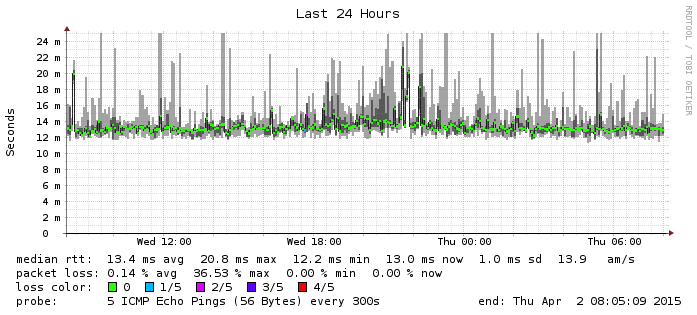 Last 24 Hours
RRDTOOL / TOBI OETIKER
Seconds
24 m
22 m
20 m
18 m
16 m
14 m
12 m
10 m
8 m
6 m
4 m
2 m
0
Wed 12:00 Wed 18:00 Thu 00:00 Thu 06:00
median rtt: 13.4 ms avg 20.8 ms max 12.2 ms min 13.0 ms now 1.0 ms sd 13.9 am/s
packet loss: 0.14 % avg 36.53 % max 0.00 % min 0.00 % now
loss color: 0 1/5 2/5 3/5 4/5
probe: 5 ICMP Echo Pings (56 Bytes) every 300s end: Thu Apr 2 08:05:09 2015